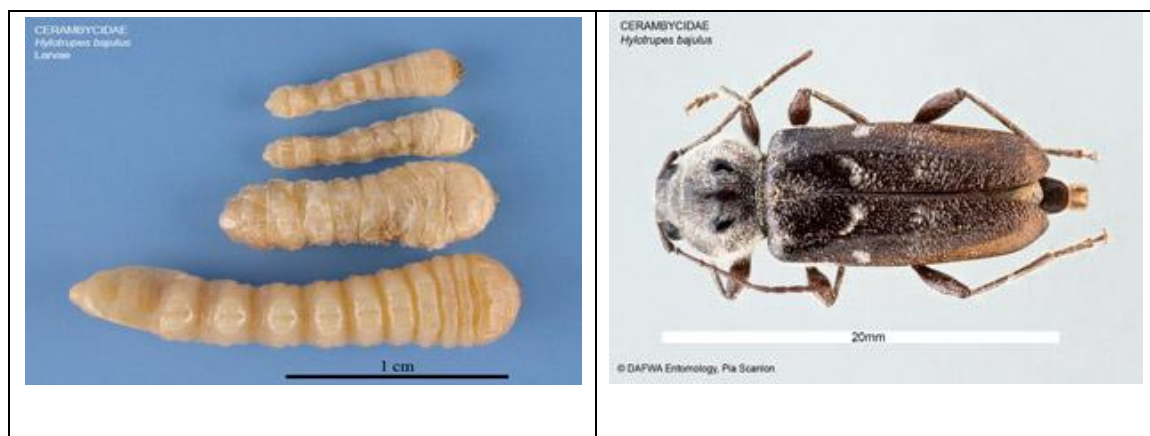 CERAMBYCIDAE
Hylotrupes bajulus
Larvae
1 cm
CERAMBYCIDAE
Hylotrupes bajulus
20mm
© DAFWA Entomology, Pia Scanlon